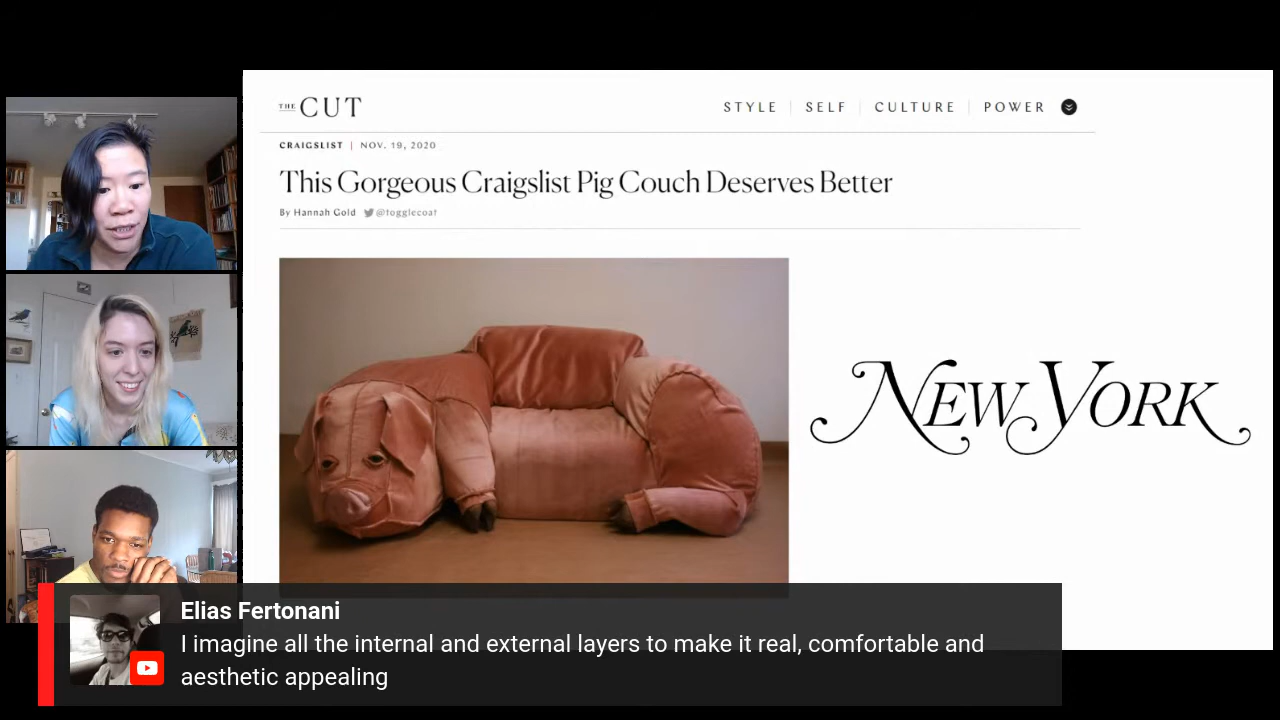 THE CUT
STYLE | SELF | CULTURE | POWER
CRAIGSLIST | NOV. 19, 2020
This Gorgeous Craigslist Pig Couch Deserves Better
By Hannah Gold @togglecoat
NEW YORK
Elias Fertonani
I imagine all the internal and external layers to make it real, comfortable and
aesthetic appealing